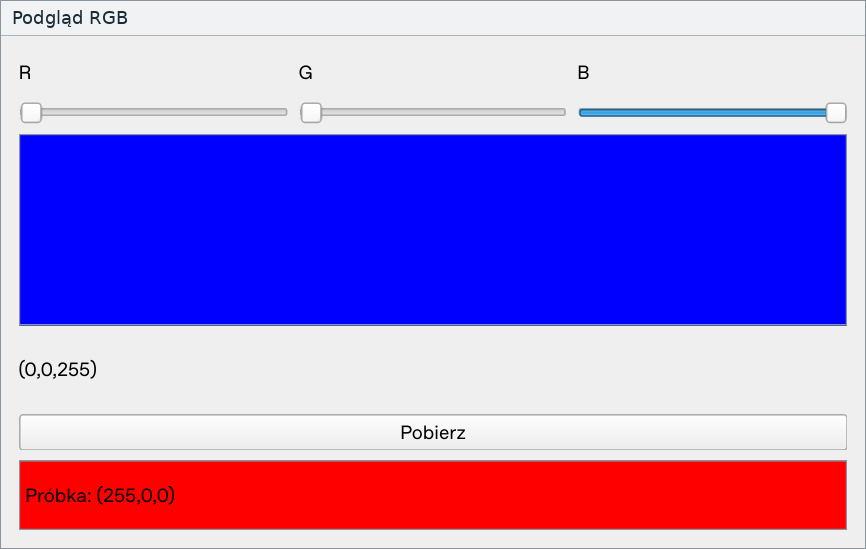 Podgląd RGB
R G B
(0,0,255)
Pobierz
Próbka: (255,0,0)